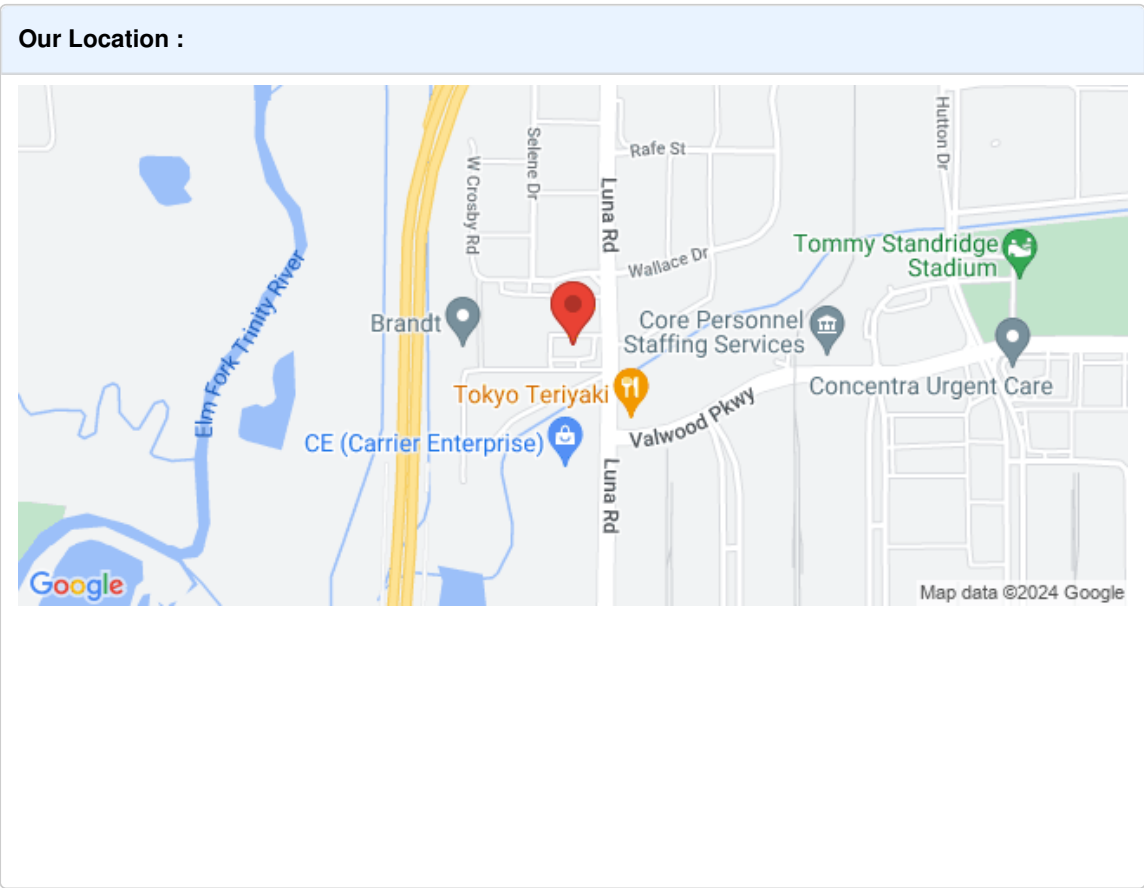 Our Location :
Hutton Dr
Selene Dr
Rafe St
W Crosby Rd
Luna Rd
Tommy Standridge
Stadium
Wallace Dr
Elm Fork Trinity River
Brandt
Core Personnel
Staffing Services
Tokyo Teriyaki
Concentra Urgent Care
Valwood Pkwy
CE (Carrier Enterprise)
Luna Rd
Google
Map data ©2024 Google